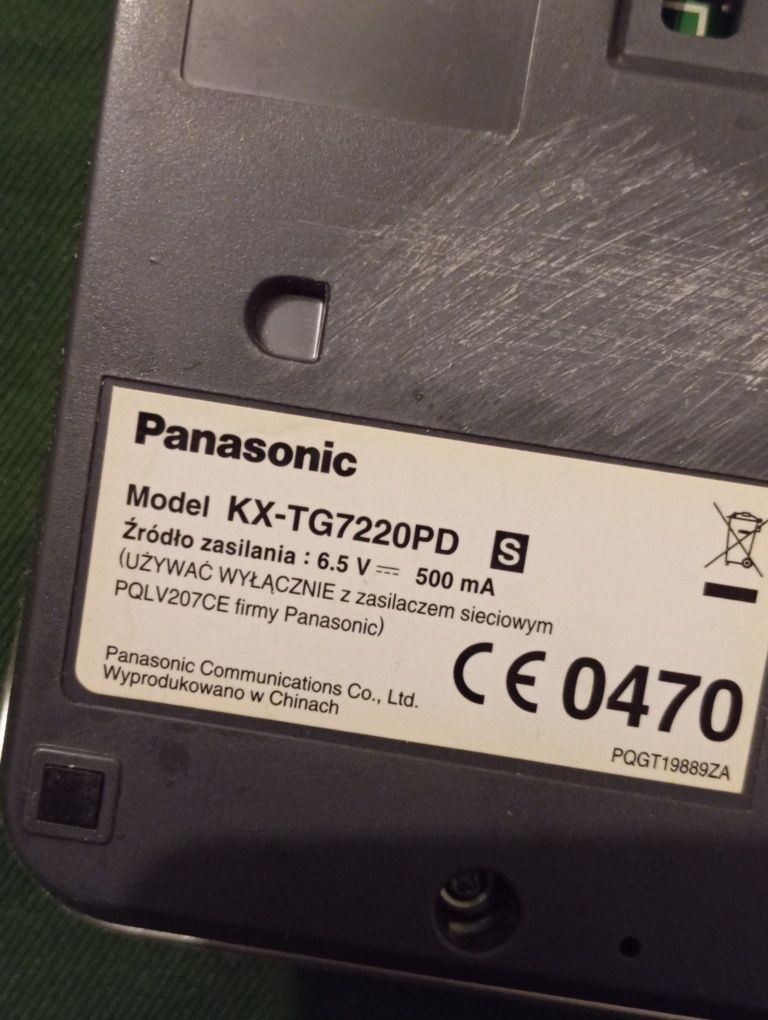 Panasonic
Model KX-TG7220PD S
Źródło zasilania : 6.5 V ⎓ 500 mA
(UŻYWAĆ WYŁĄCZNIE z zasilaczem sieciowym
PQLV207CE firmy Panasonic)
Panasonic Communications Co., Ltd.
Wyprodukowano w Chinach
CE 0470
PQGT19889ZA